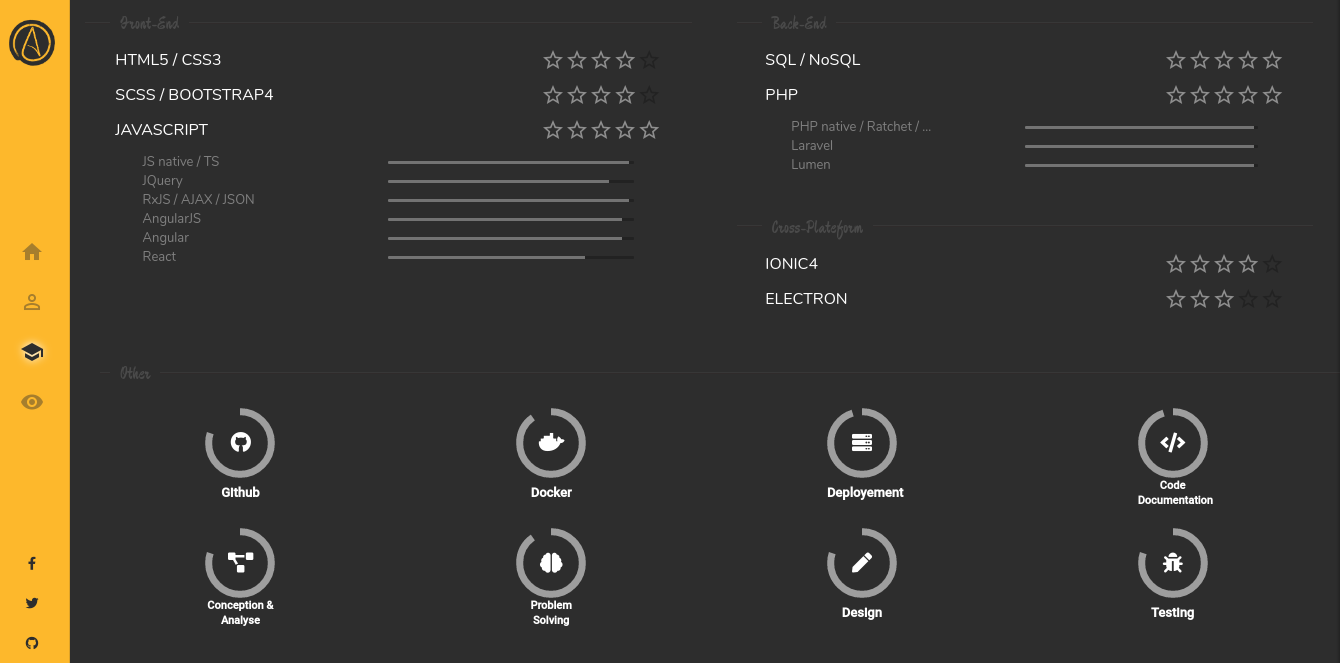 Front-End
HTML5 / CSS3
SCSS / BOOTSTRAP4
JAVASCRIPT
JS native / TS
JQuery
RxJS / AJAX / JSON
AngularJS
Angular
React
Back-End
SQL / NoSQL
PHP
PHP native / Ratchet / ...
Laravel
Lumen
Cross-Plateform
IONIC4
ELECTRON
Other
Github
Docker
Deployement
Code
Documentation
Conception &
Analyse
Problem
Solving
Design
Testing